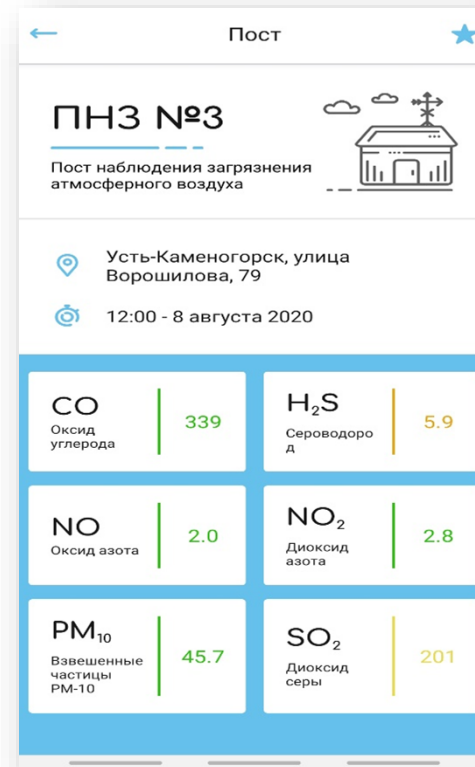 Пост
ПНЗ №3
Пост наблюдения загрязнения
атмосферного воздуха
Усть-Каменогорск, улица
Ворошилова, 79
12:00 - 8 августа 2020
CO
Оксид
углерода
339
H₂S
Сероводоро
д
5.9
NO
Оксид азота
2.0
NO₂
Диоксид
азота
2.8
PM₁₀
Взвешенные
частицы
PM-10
45.7
SO₂
Диоксид
серы
201